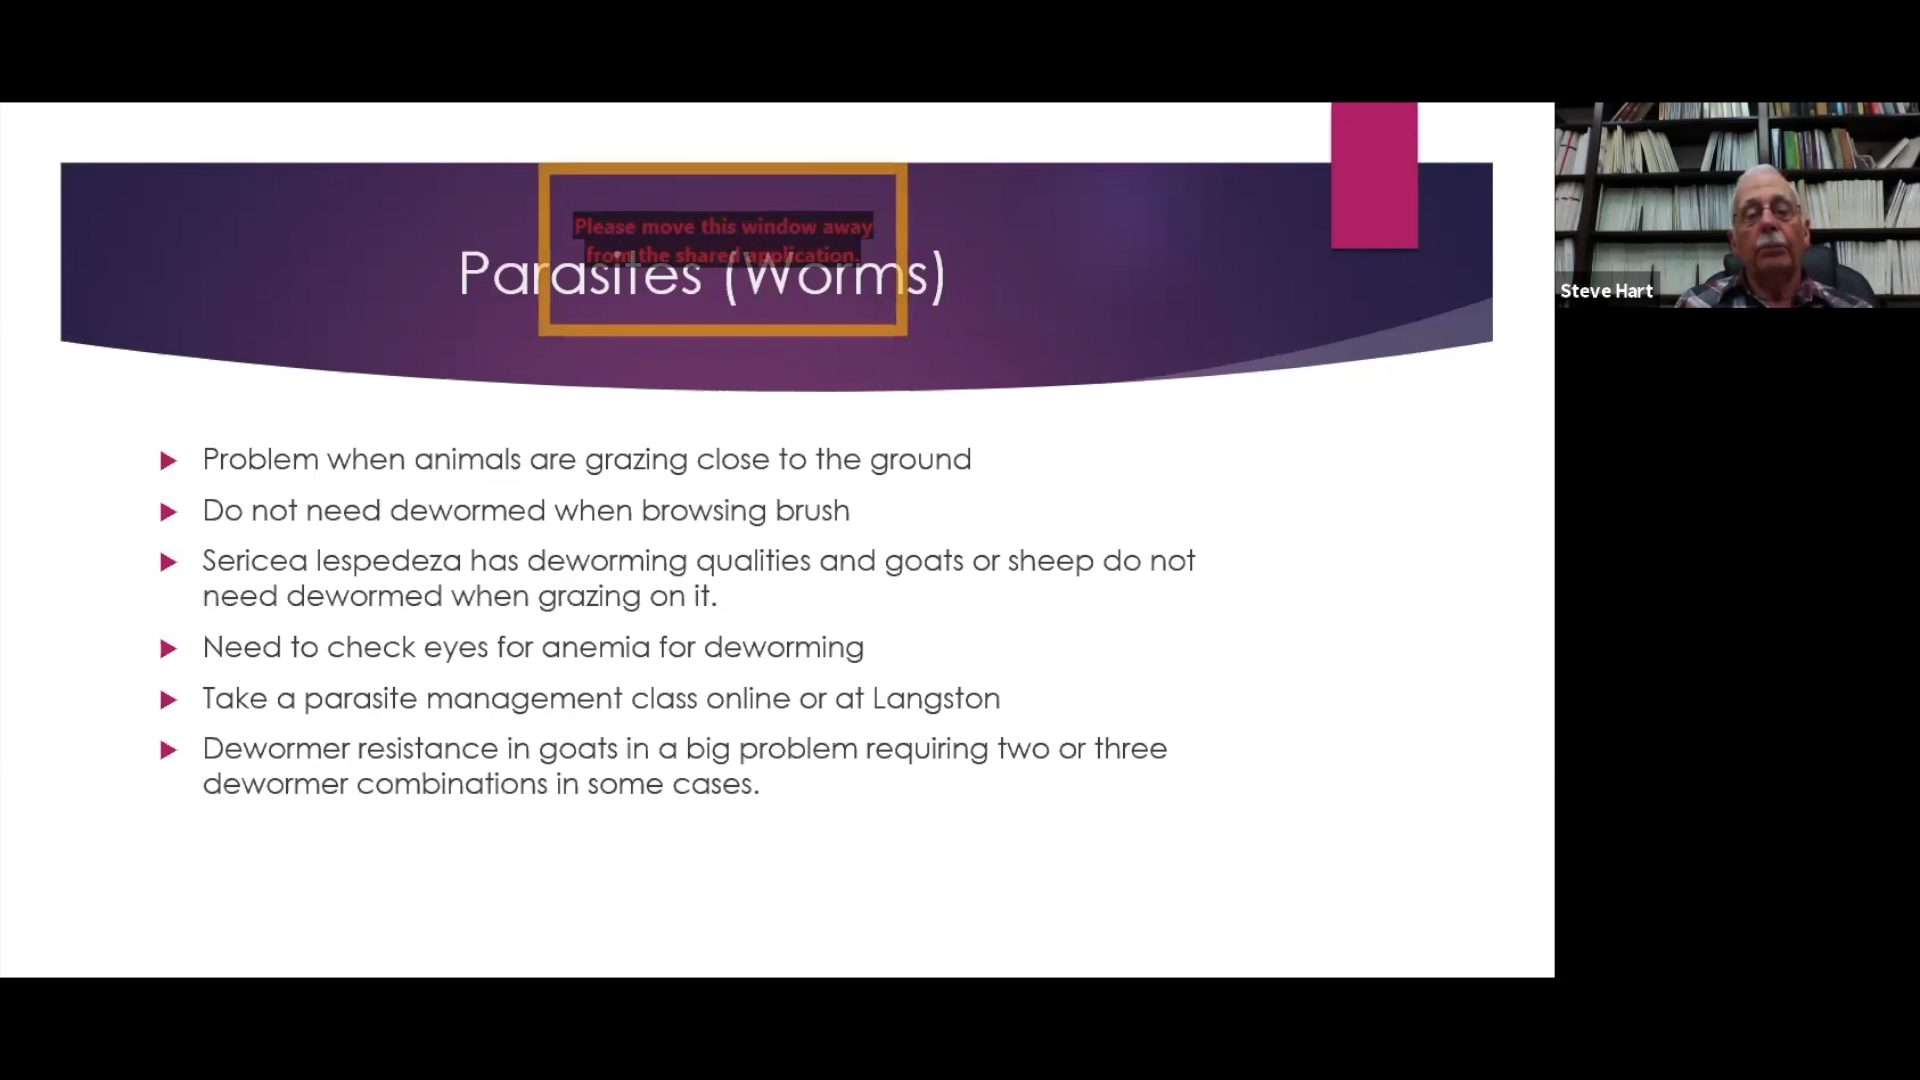 Please move this window away
from the shared application.
Parasites (Worms)
Steve Hart
Problem when animals are grazing close to the ground
Do not need dewormed when browsing brush
Sericea lespedeza has deworming qualities and goats or sheep do not
need dewormed when grazing on it.
Need to check eyes for anemia for deworming
Take a parasite management class online or at Langston
Dewormer resistance in goats in a big problem requiring two or three
dewormer combinations in some cases.